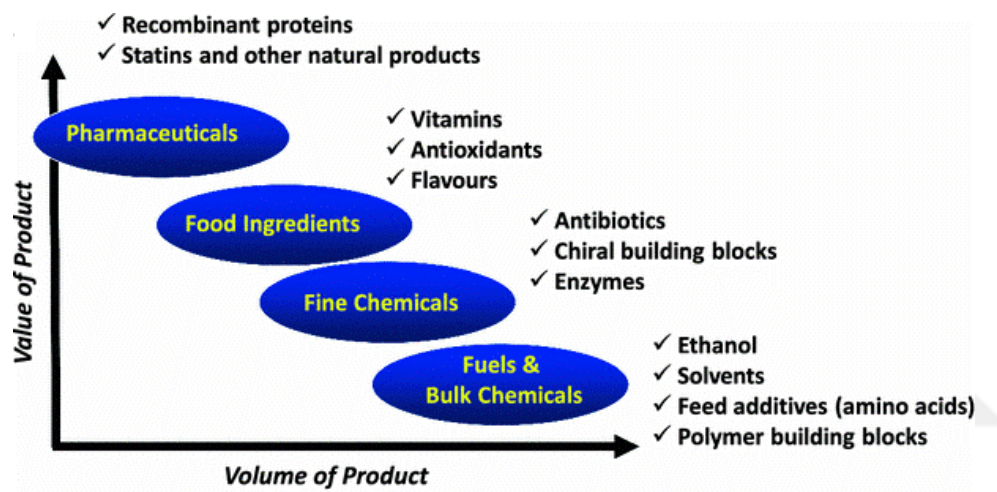 ✓ Recombinant proteins
✓ Statins and other natural products
Pharmaceuticals
✓ Vitamins
✓ Antioxidants
✓ Flavours
Food Ingredients
✓ Antibiotics
✓ Chiral building blocks
✓ Enzymes
Fine Chemicals
Fuels &
Bulk Chemicals
✓ Ethanol
✓ Solvents
✓ Feed additives (amino acids)
✓ Polymer building blocks
Value of Product
Volume of Product